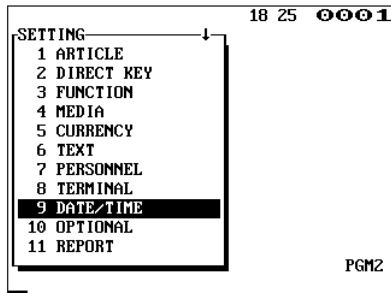 18 25 0001
SETTING
1 ARTICLE
2 DIRECT KEY
3 FUNCTION
4 MEDIA
5 CURRENCY
6 TEXT
7 PERSONNEL
8 TERMINAL
9 DATE/TIME
10 OPTIONAL
11 REPORT
PGM2